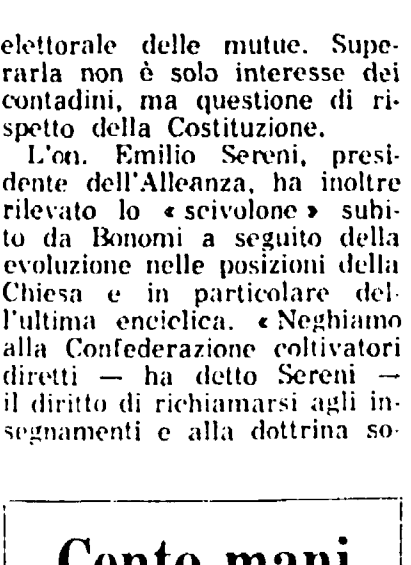 elettorale delle mutue. Supe-
rarla non è solo interesse dei
contadini, ma questione di ri-
spetto della Costituzione.
L'on. Emilio Sereni, presi-
dente dell'Alleanza, ha inoltre
rilevato lo « scivolone » subi-
to da Bonomi a seguito della
evoluzione nelle posizioni della
Chiesa e in particolare del-
l'ultima enciclica. « Neghiamo
alla Confederazione coltivatori
diretti — ha detto Sereni —
il diritto di richiamarsi agli in-
segnamenti e alla dottrina so-
Cento mani